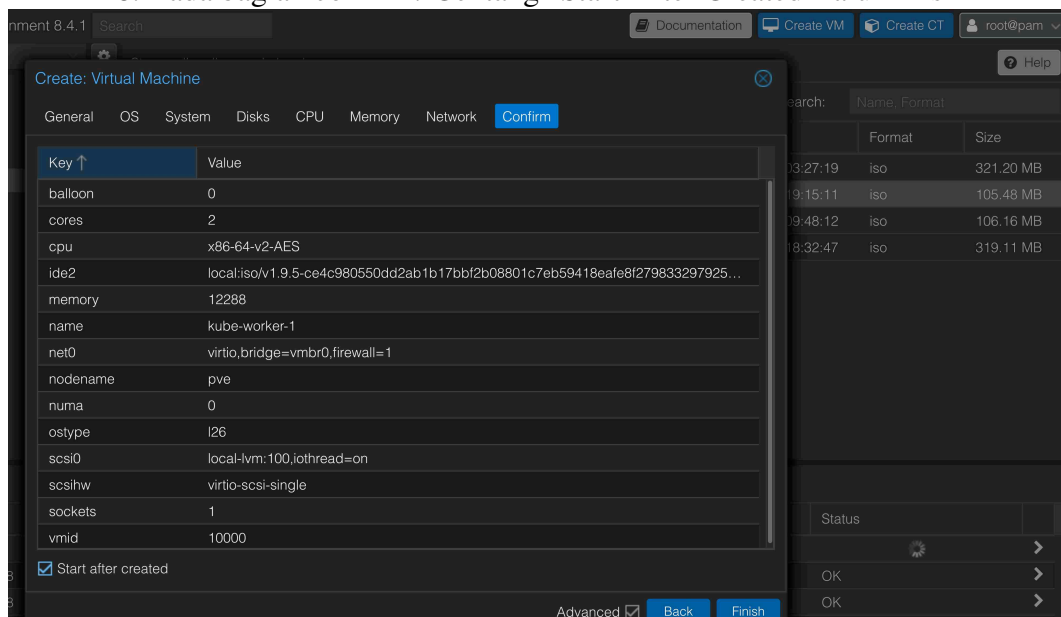 nment 8.4.1 Search Documentation Create VM Create CT root@pam
Help
Create: Virtual Machine
earch: Name, Format
General OS System Disks CPU Memory Network Confirm
Format Size
Key Value
03:27:19 iso 321.20 MB
balloon 0
19:15:11 iso 105.48 MB
cores 2
09:48:12 iso 106.16 MB
cpu x86-64-v2-AES
18:32:47 iso 319.11 MB
ide2 local:iso/v1.9.5-ce4c980550dd2ab1b17bbf2b08801c7eb59418eafe8f279833297925...
memory 12288
name kube-worker-1
net0 virtio,bridge=vmbr0,firewall=1
nodename pve
numa 0
ostype l26
scsi0 local-lvm:100,iothread=on
scsihw virtio-scsi-single
sockets 1
Status
vmid 10000
Start after created
OK
OK
Advanced Back Finish